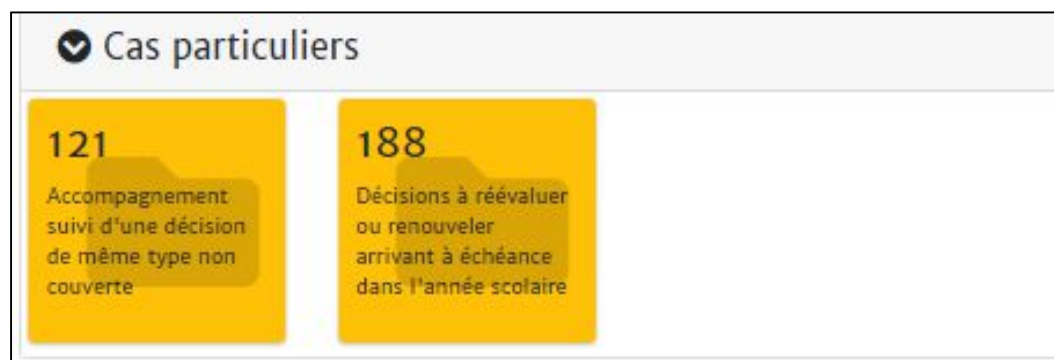 Cas particuliers
121
Accompagnement
suivi d'une décision
de même type non
couverte
188
Décisions à réévaluer
ou renouveler
arrivant à échéance
dans l'année scolaire